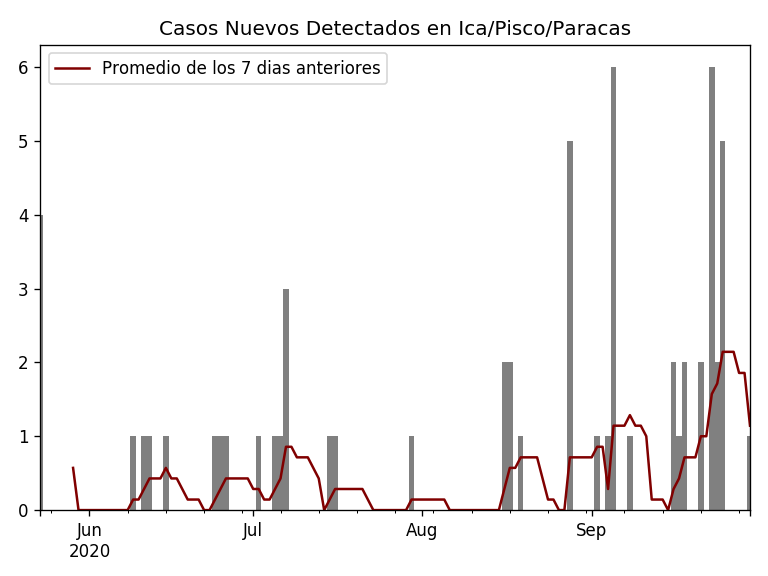 Casos Nuevos Detectados en Ica/Pisco/Paracas
Promedio de los 7 dias anteriores
6
5
4
3
2
1
0
Jun Jul Aug Sep
2020